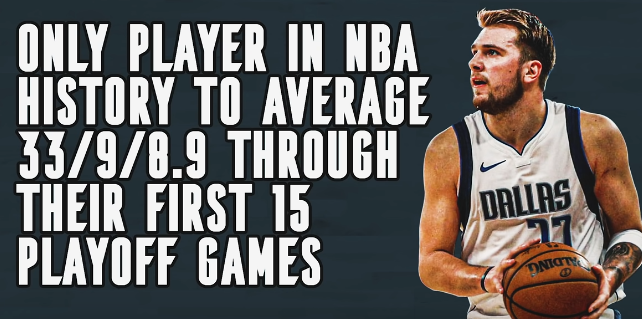 ONLY PLAYER IN NBA
HISTORY TO AVERAGE
33/9/8.9 THROUGH
THEIR FIRST 15
PLAYOFF GAMES
DALLAS
77
SPALDING